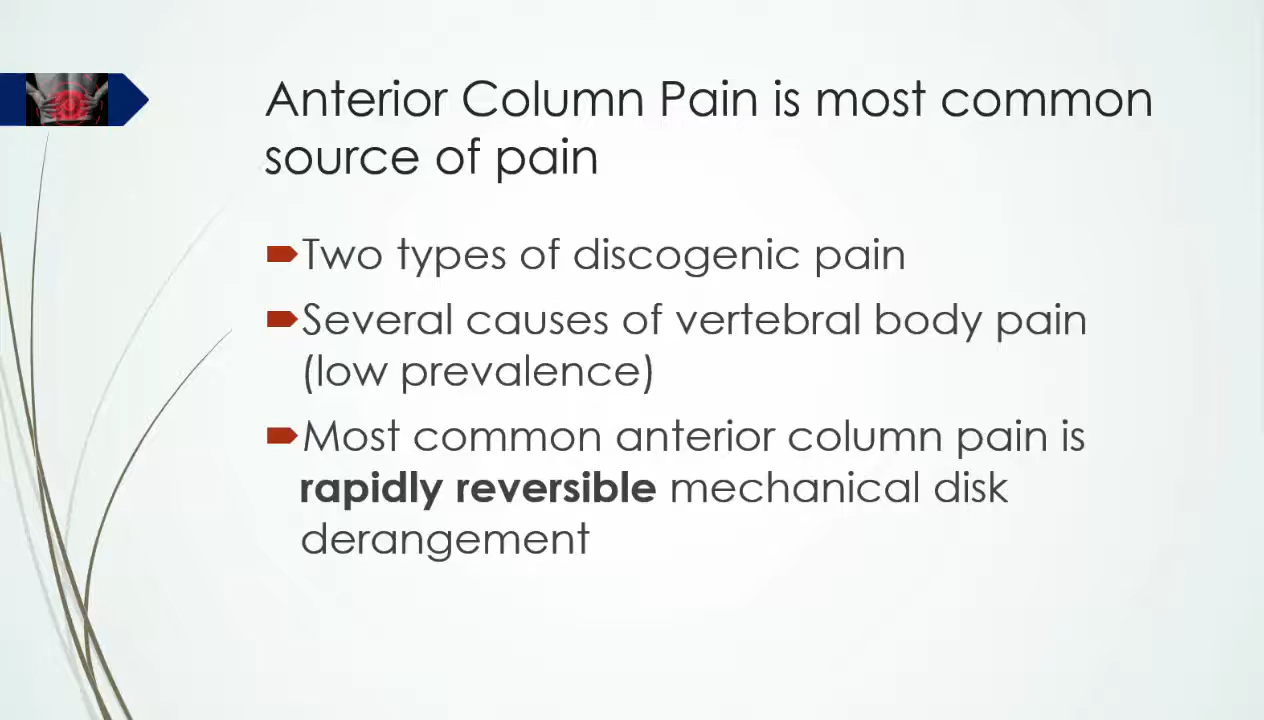 Anterior Column Pain is most common
source of pain
Two types of discogenic pain
Several causes of vertebral body pain
(low prevalence)
Most common anterior column pain is
rapidly reversible mechanical disk
derangement